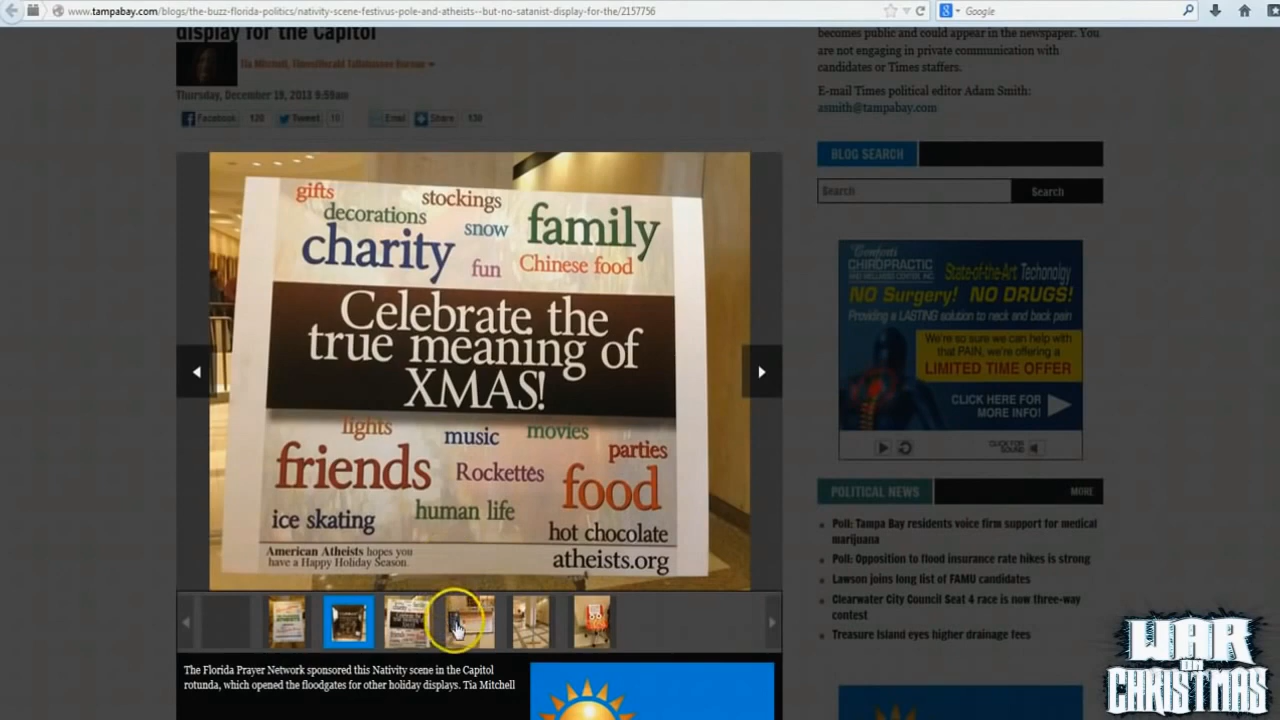 www.tampabay.com/blogs/the-buzz-florida-politics/nativity-scene-festivus-pole-and-atheists--but-no-satanist-display-for-the/2157756
Google
display for the Capitol
Tia Mitchell, Times/Herald Tallahassee Bureau
Thursday, December 19, 2013 9:59am
Facebook 120 Tweet 10 Email Share 130
gifts
stockings
decorations
snow
family
charity
fun
Chinese food
Celebrate the
true meaning of
XMAS!
lights
music
movies
parties
friends
Rockettes
food
ice skating
human life
hot chocolate
American Atheists hopes you
have a Happy Holiday Season.
atheists.org
The Florida Prayer Network sponsored this Nativity scene in the Capitol
rotunda, which opened the floodgates for other holiday displays. Tia Mitchell
becomes public and could appear in the newspaper. You
are not engaging in private communication with
candidates or Times staffers.
E-mail Times political editor Adam Smith:
asmith@tampabay.com
BLOG SEARCH
Search
Search
CHIROPRACTIC
State-of-the-Art Techonolgy
NO Surgery! NO DRUGS!
Providing a LASTING solution to neck and back pain
We're so sure we can help with
that PAIN, we're offering a
LIMITED TIME OFFER
CLICK HERE FOR
MORE INFO!
CLICK FOR
SOUND
POLITICAL NEWS
MORE
Poll: Tampa Bay residents voice firm support for medical
marijuana
Poll: Opposition to flood insurance rate hikes is strong
Lawson joins long list of FAMU candidates
Clearwater City Council Seat 4 race is now three-way
contest
Treasure Island eyes higher drainage fees
WAR
ON
CHRISTMAS